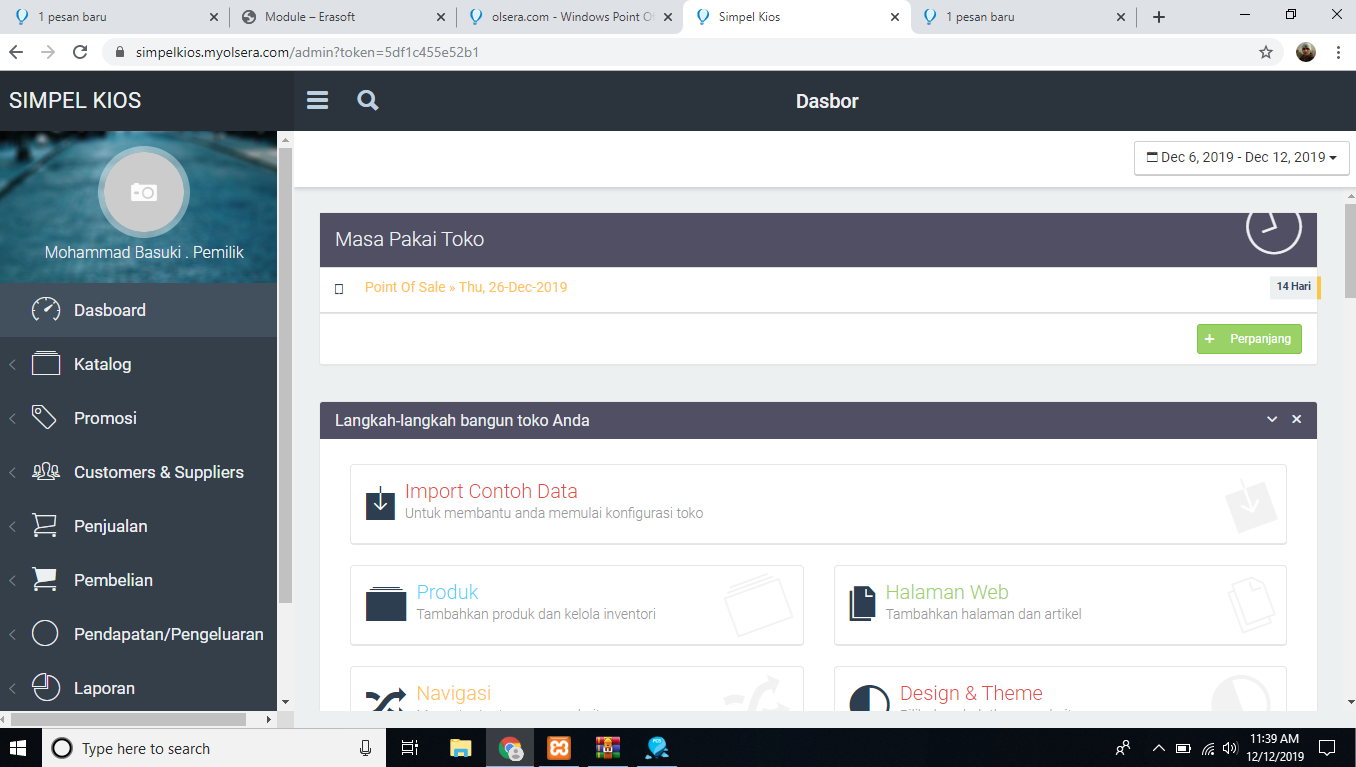 1 pesan baru
Module – Erasoft
olsera.com - Windows Point O
Simpel Kios
1 pesan baru
simpelkios.myolsera.com/admin?token=5df1c455e52b1
SIMPEL KIOS
Dasbor
Dec 6, 2019 - Dec 12, 2019
Mohammad Basuki . Pemilik
Dasboard
Katalog
Promosi
Customers & Suppliers
Penjualan
Pembelian
Pendapatan/Pengeluaran
Laporan
Masa Pakai Toko
Point Of Sale » Thu, 26-Dec-2019
14 Hari
+ Perpanjang
Langkah-langkah bangun toko Anda
Import Contoh Data
Untuk membantu anda memulai konfigurasi toko
Produk
Tambahkan produk dan kelola inventori
Halaman Web
Tambahkan halaman dan artikel
Navigasi
Design & Theme
Type here to search
11:39 AM
12/12/2019